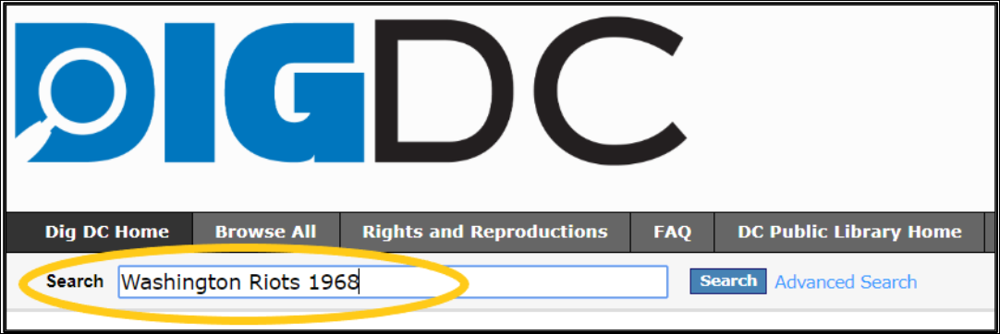 DIGDC
Dig DC Home Browse All Rights and Reproductions FAQ DC Public Library Home
Search Washington Riots 1968 Search Advanced Search